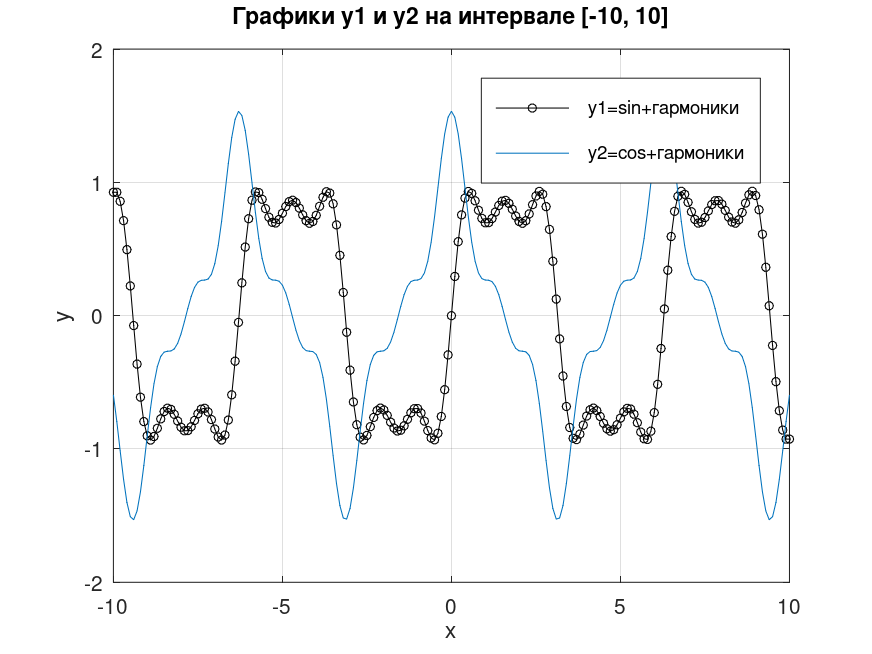 Графики y1 и y2 на интервале [-10, 10]
2
y1=sin+гармоники
y2=cos+гармоники
1
0
y
-1
-2
-10 -5 0 5 10
x